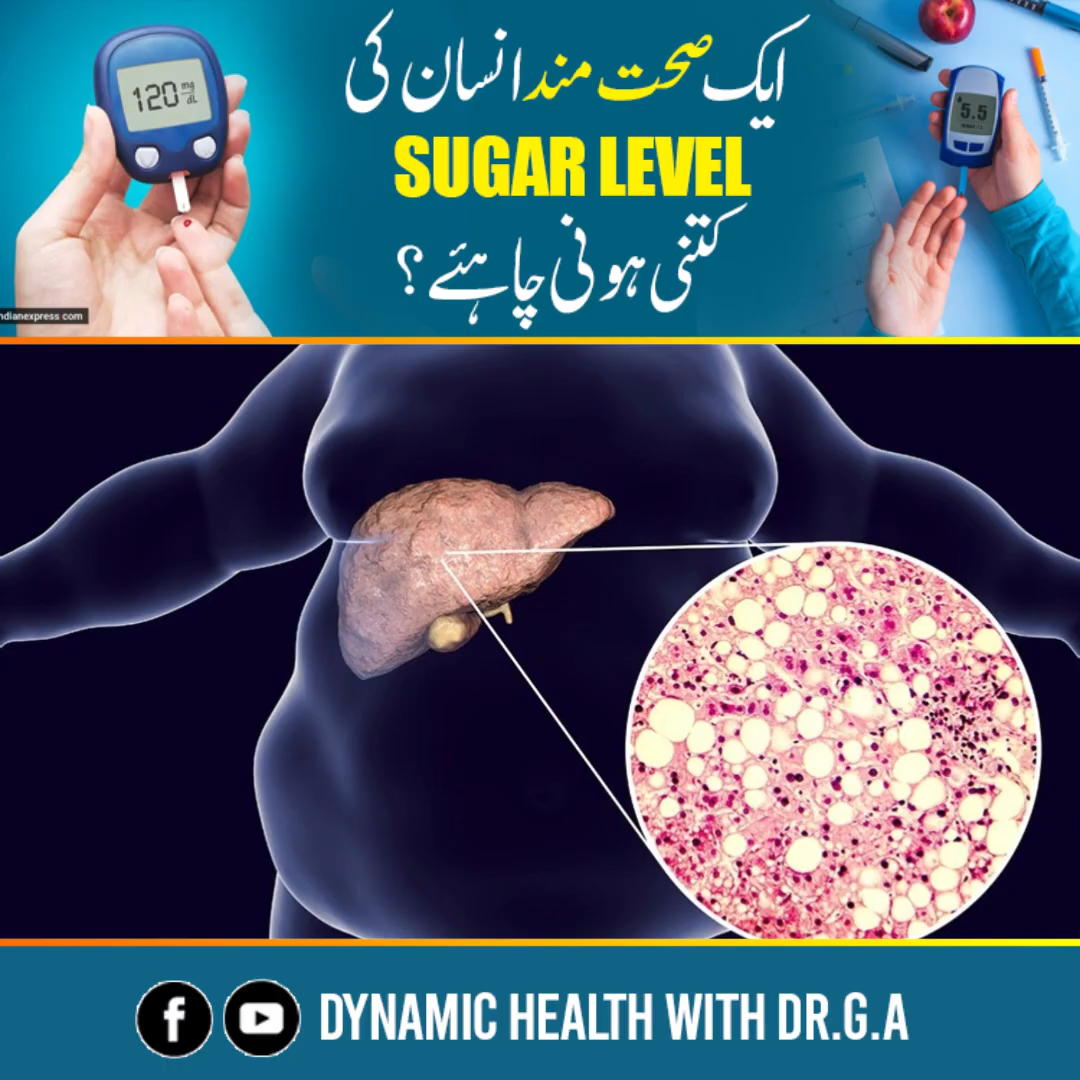 ایک صحت مند انسان کی
SUGAR LEVEL
کتنی ہونی چاہئے ؟
120 mg/dL
5.5
ndianexpress com
DYNAMIC HEALTH WITH DR.G.A